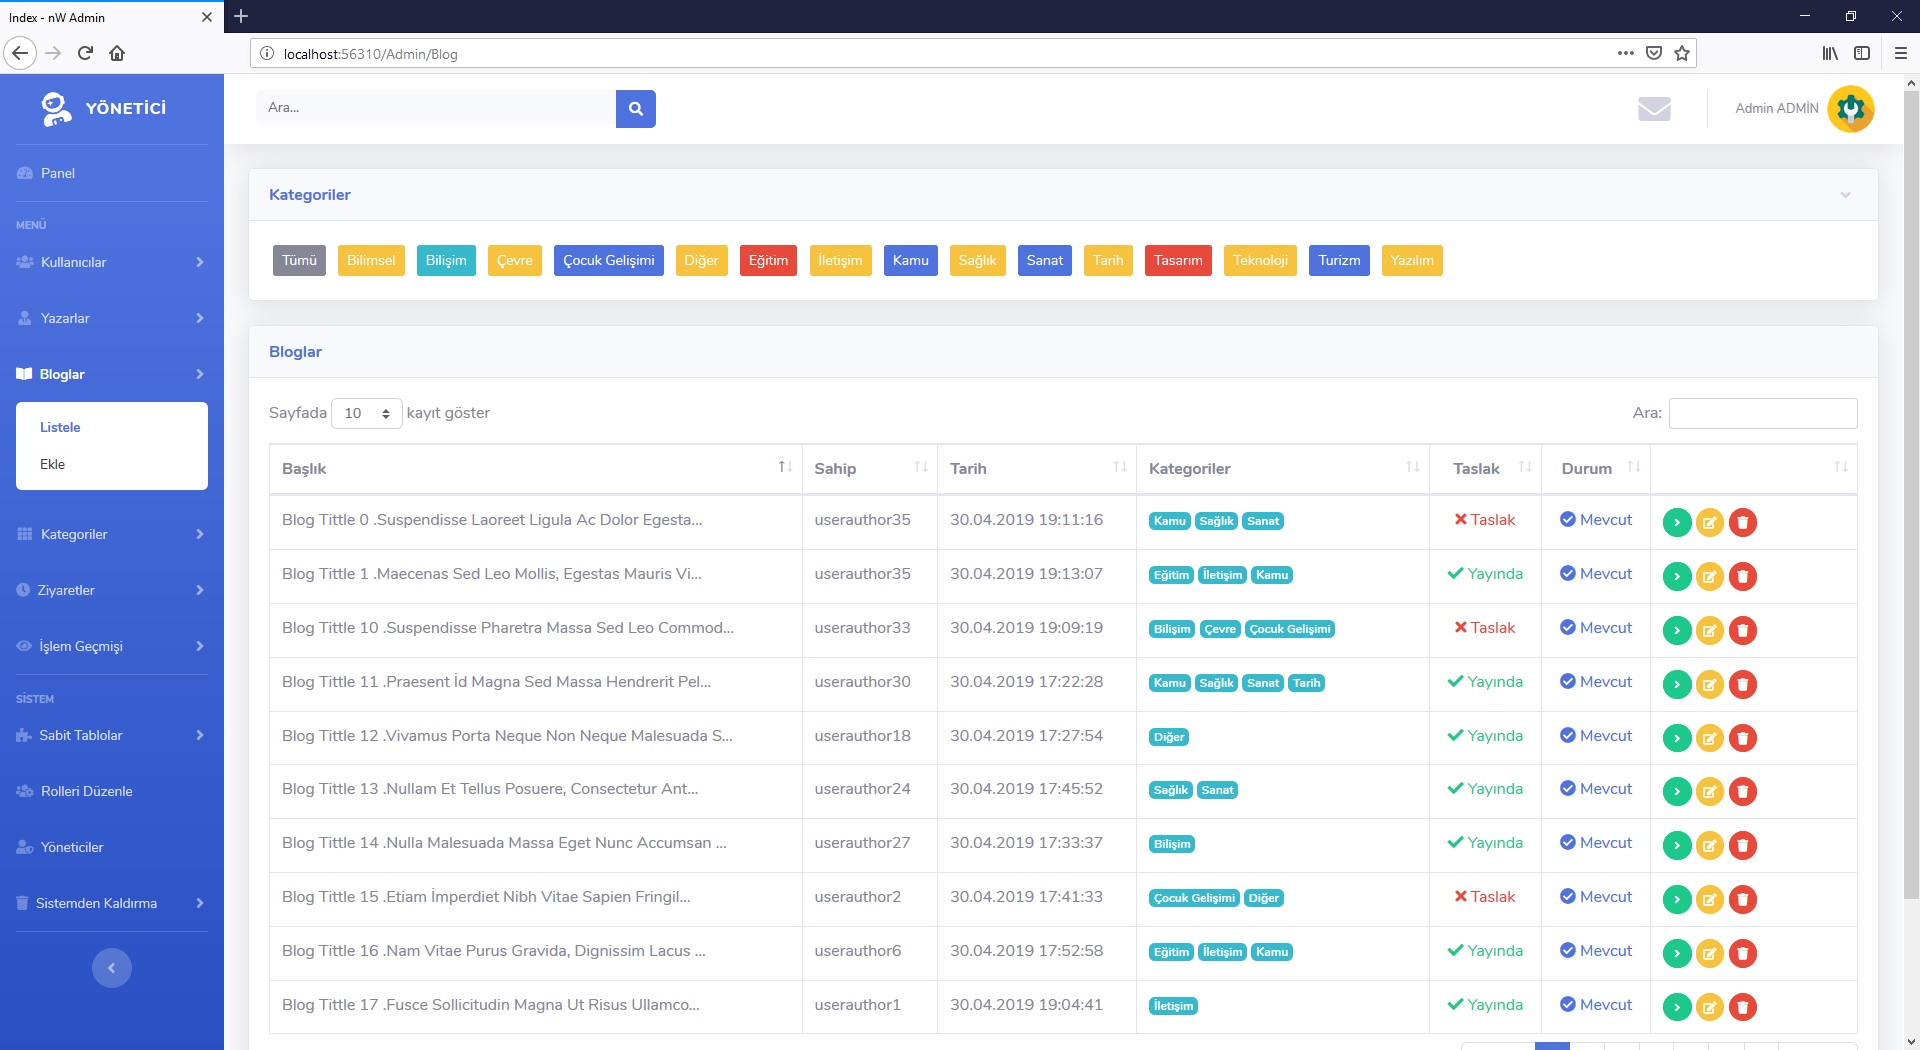 Index - nW Admin
localhost:56310/Admin/Blog
YÖNETİCİ
Ara...
Admin ADMİN
Panel
MENÜ
Kullanıcılar
Yazarlar
Bloglar
Listele
Ekle
Kategoriler
Ziyaretler
İşlem Geçmişi
SİSTEM
Sabit Tablolar
Rolleri Düzenle
Yöneticiler
Sistemden Kaldırma
Kategoriler
Tümü Bilimsel Bilişim Çevre Çocuk Gelişimi Diğer Eğitim İletişim Kamu Sağlık Sanat Tarih Tasarım Teknoloji Turizm Yazılım
Bloglar
Sayfada 10 kayıt göster Ara:
Başlık Sahip Tarih Kategoriler Taslak Durum
Blog Tittle 0 .Suspendisse Laoreet Ligula Ac Dolor Egesta... userauthor35 30.04.2019 19:11:16 Kamu Sağlık Sanat Taslak Mevcut
Blog Tittle 1 .Maecenas Sed Leo Mollis, Egestas Mauris Vi... userauthor35 30.04.2019 19:13:07 Eğitim İletişim Kamu Yayında Mevcut
Blog Tittle 10 .Suspendisse Pharetra Massa Sed Leo Commod... userauthor33 30.04.2019 19:09:19 Bilişim Çevre Çocuk Gelişimi Taslak Mevcut
Blog Tittle 11 .Praesent İd Magna Sed Massa Hendrerit Pel... userauthor30 30.04.2019 17:22:28 Kamu Sağlık Sanat Tarih Yayında Mevcut
Blog Tittle 12 .Vivamus Porta Neque Non Neque Malesuada S... userauthor18 30.04.2019 17:27:54 Diğer Yayında Mevcut
Blog Tittle 13 .Nullam Et Tellus Posuere, Consectetur Ant... userauthor24 30.04.2019 17:45:52 Sağlık Sanat Yayında Mevcut
Blog Tittle 14 .Nulla Malesuada Massa Eget Nunc Accumsan ... userauthor27 30.04.2019 17:33:37 Bilişim Yayında Mevcut
Blog Tittle 15 .Etiam İmperdiet Nibh Vitae Sapien Fringil... userauthor2 30.04.2019 17:41:33 Çocuk Gelişimi Diğer Taslak Mevcut
Blog Tittle 16 .Nam Vitae Purus Gravida, Dignissim Lacus ... userauthor6 30.04.2019 17:52:58 Eğitim İletişim Kamu Yayında Mevcut
Blog Tittle 17 .Fusce Sollicitudin Magna Ut Risus Ullamco... userauthor1 30.04.2019 19:04:41 İletişim Yayında Mevcut